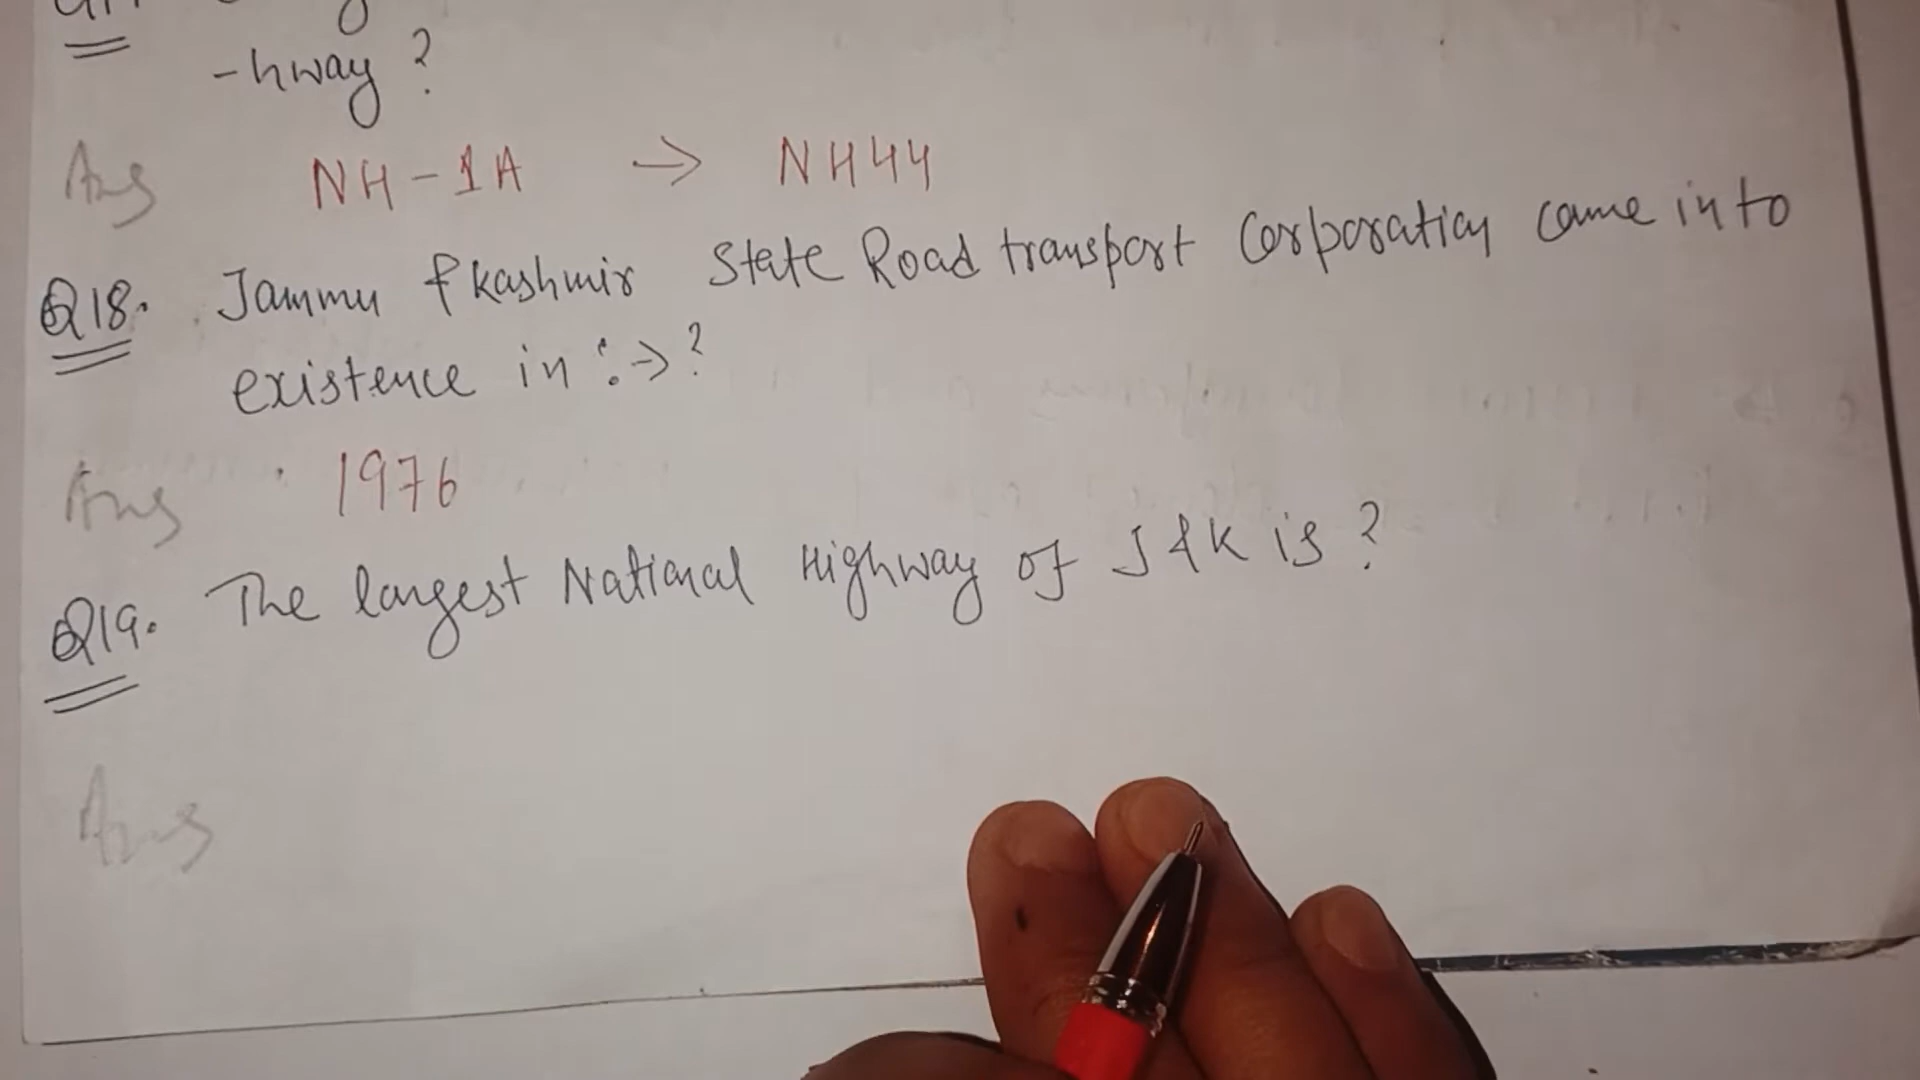 -hway ?
Ans NH-1A → NH44
Q18. Jammu & Kashmir State Road transport Corporation came into
existence in :→ ?
Ans 1976
Q19. The largest National Highway of J&K is ?
Ans